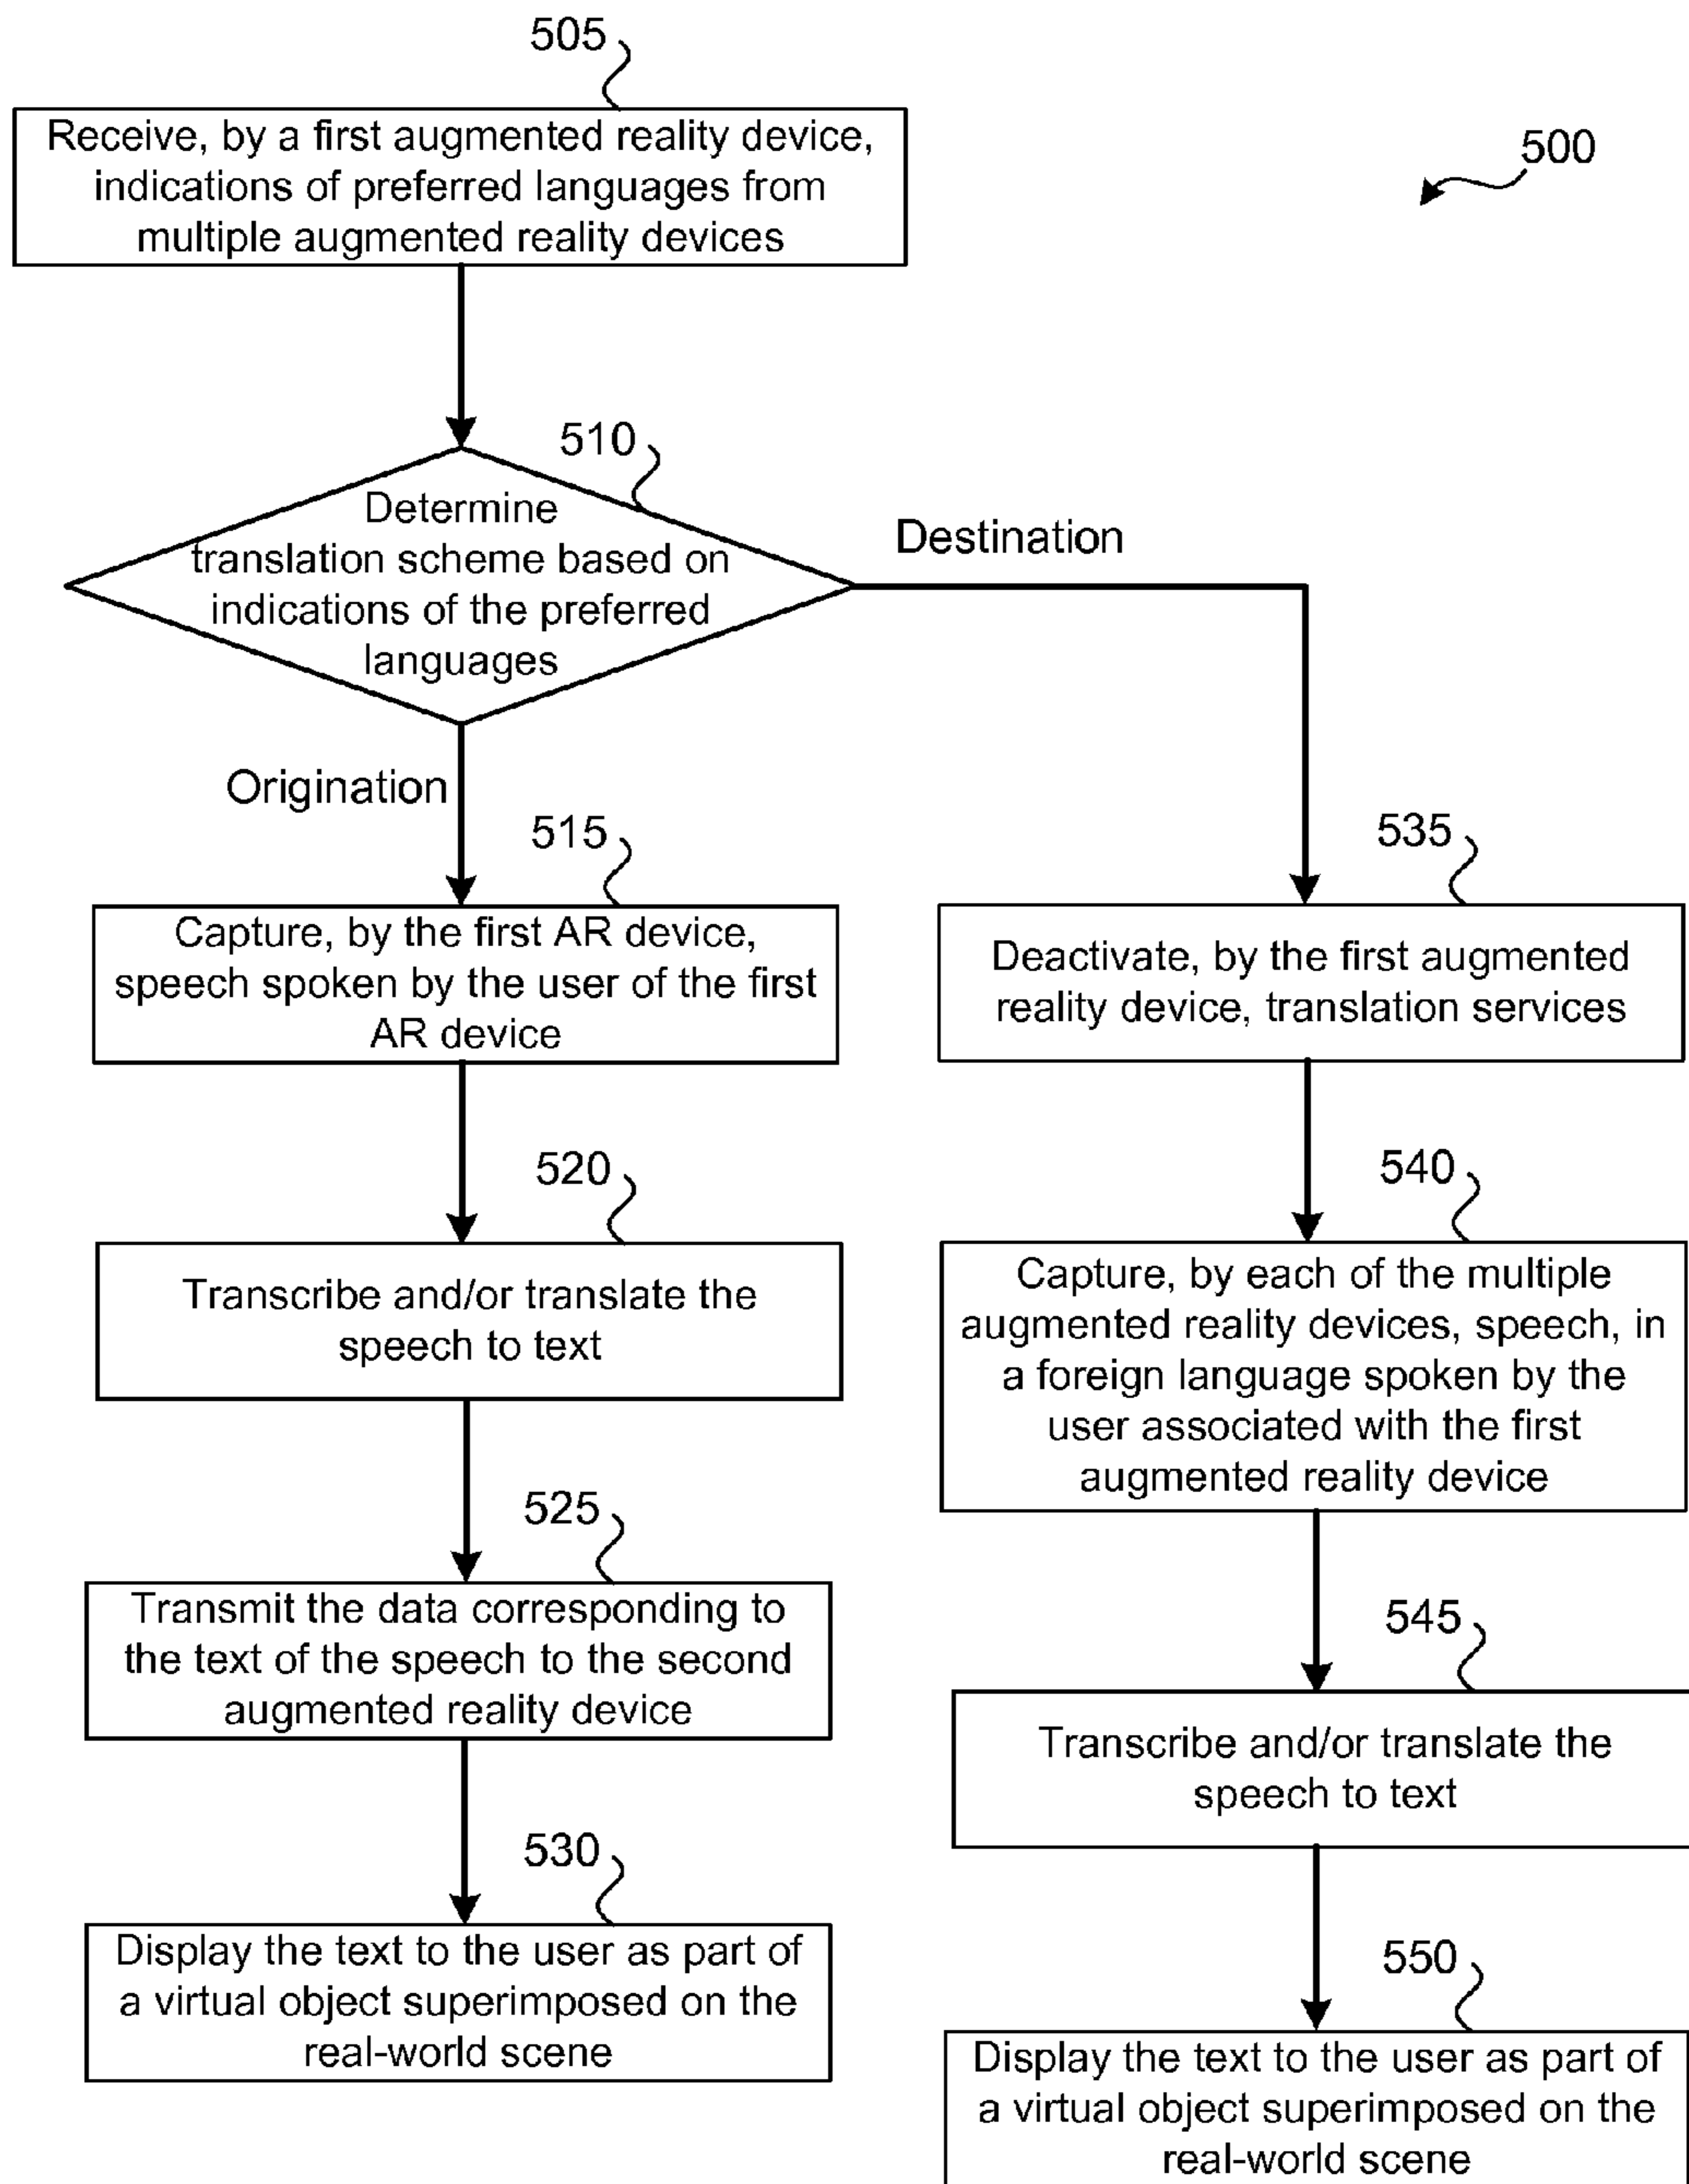 505
Receive, by a first augmented reality device,
indications of preferred languages from
multiple augmented reality devices
500
510
Determine
translation scheme based on
indications of the preferred
languages
Destination
Origination
515
Capture, by the first AR device,
speech spoken by the user of the first
AR device
520
Transcribe and/or translate the
speech to text
525
Transmit the data corresponding to
the text of the speech to the second
augmented reality device
530
Display the text to the user as part of
a virtual object superimposed on the
real-world scene
535
Deactivate, by the first augmented
reality device, translation services
540
Capture, by each of the multiple
augmented reality devices, speech, in
a foreign language spoken by the
user associated with the first
augmented reality device
545
Transcribe and/or translate the
speech to text
550
Display the text to the user as part of
a virtual object superimposed on the
real-world scene